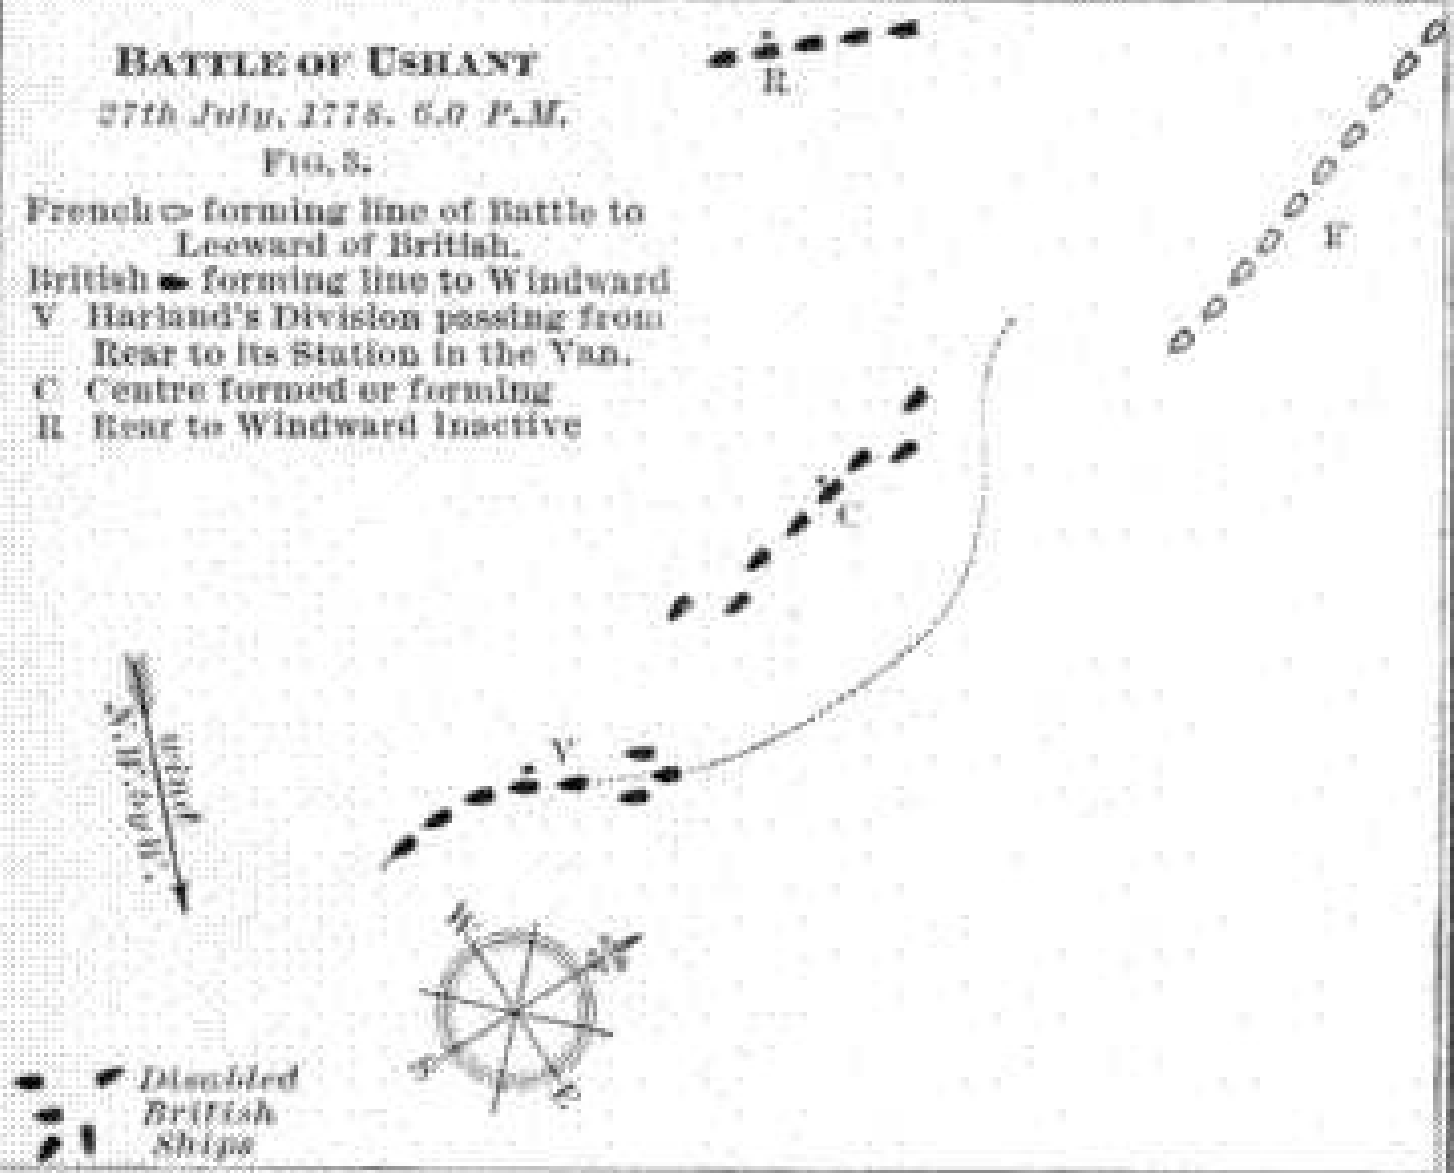 BATTLE OF USHANT
27th July, 1778. 6.0 P.M.
FIG. 3.
French forming line of Battle to
Leeward of British.
British forming line to Windward
V Harland's Division passing from
Rear to its Station in the Van.
C Centre formed or forming
R Rear to Windward Inactive
R
F
C
V
Wind
N.W. by W.
W
S
E
Disabled
British
Ships